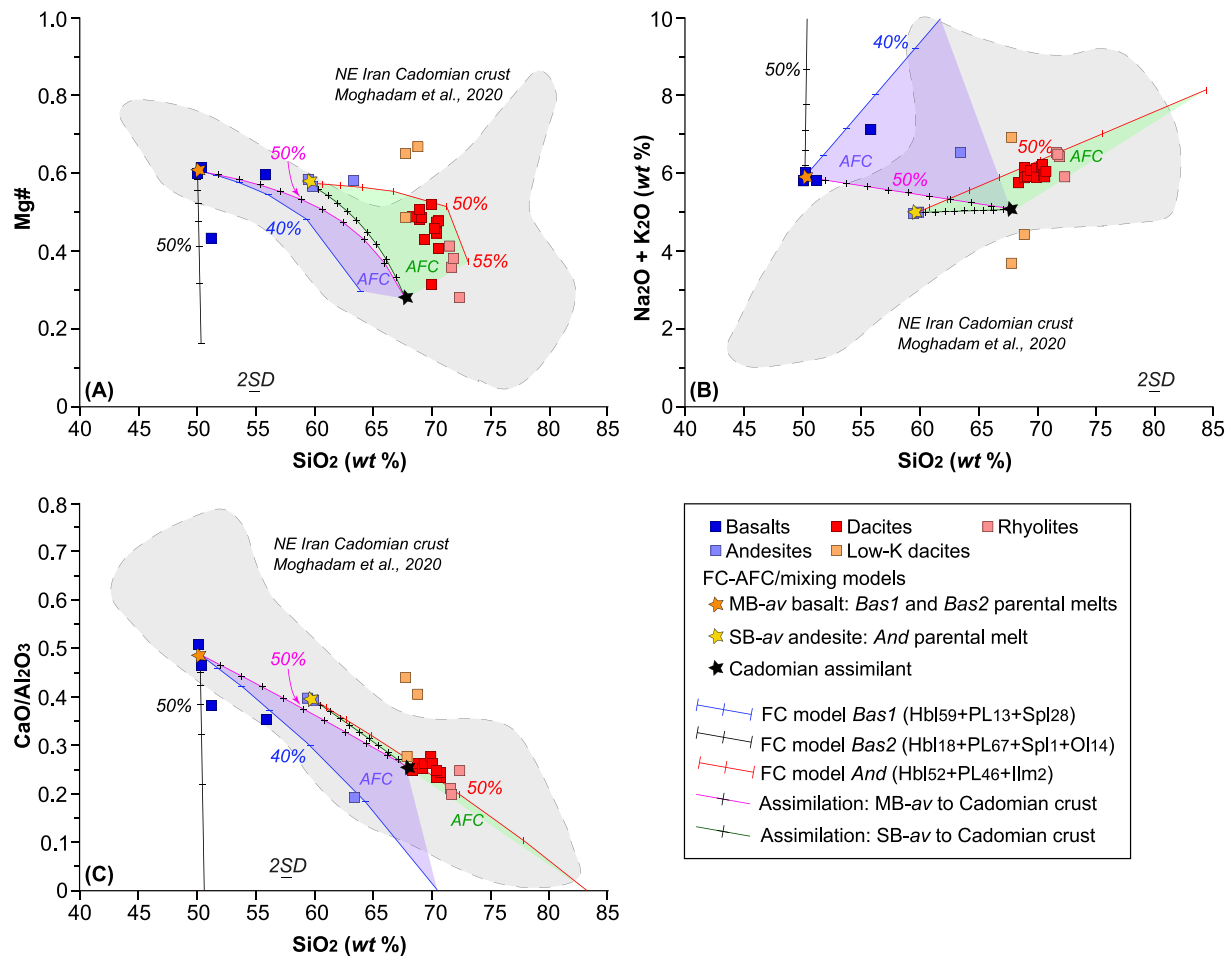 1.0
0.8
0.6
0.4
0.2
0
Mg#
NE Iran Cadomian crust
Moghadam et al., 2020
50%
50%
40%
50%
55%
AFC
AFC
2SD
(A)
40 45 50 55 60 65 70 75 80 85
SiO2 (wt %)
10
8
6
4
2
0
Na2O + K2O (wt %)
40%
50%
AFC
50%
50%
AFC
NE Iran Cadomian crust
Moghadam et al., 2020
2SD
(B)
40 45 50 55 60 65 70 75 80 85
SiO2 (wt %)
0.8
0.7
0.6
0.5
0.4
0.3
0.2
0.1
0
CaO/Al2O3
NE Iran Cadomian crust
Moghadam et al., 2020
50%
50%
40%
50%
AFC
AFC
2SD
(C)
40 45 50 55 60 65 70 75 80 85
SiO2 (wt %)
Basalts Dacites Rhyolites
Andesites Low-K dacites
FC-AFC/mixing models
MB-av basalt: Bas1 and Bas2 parental melts
SB-av andesite: And parental melt
Cadomian assimilant
FC model Bas1 (Hbl59+PL13+Spl28)
FC model Bas2 (Hbl18+PL67+Spl1+Ol14)
FC model And (Hbl52+PL46+Ilm2)
Assimilation: MB-av to Cadomian crust
Assimilation: SB-av to Cadomian crust